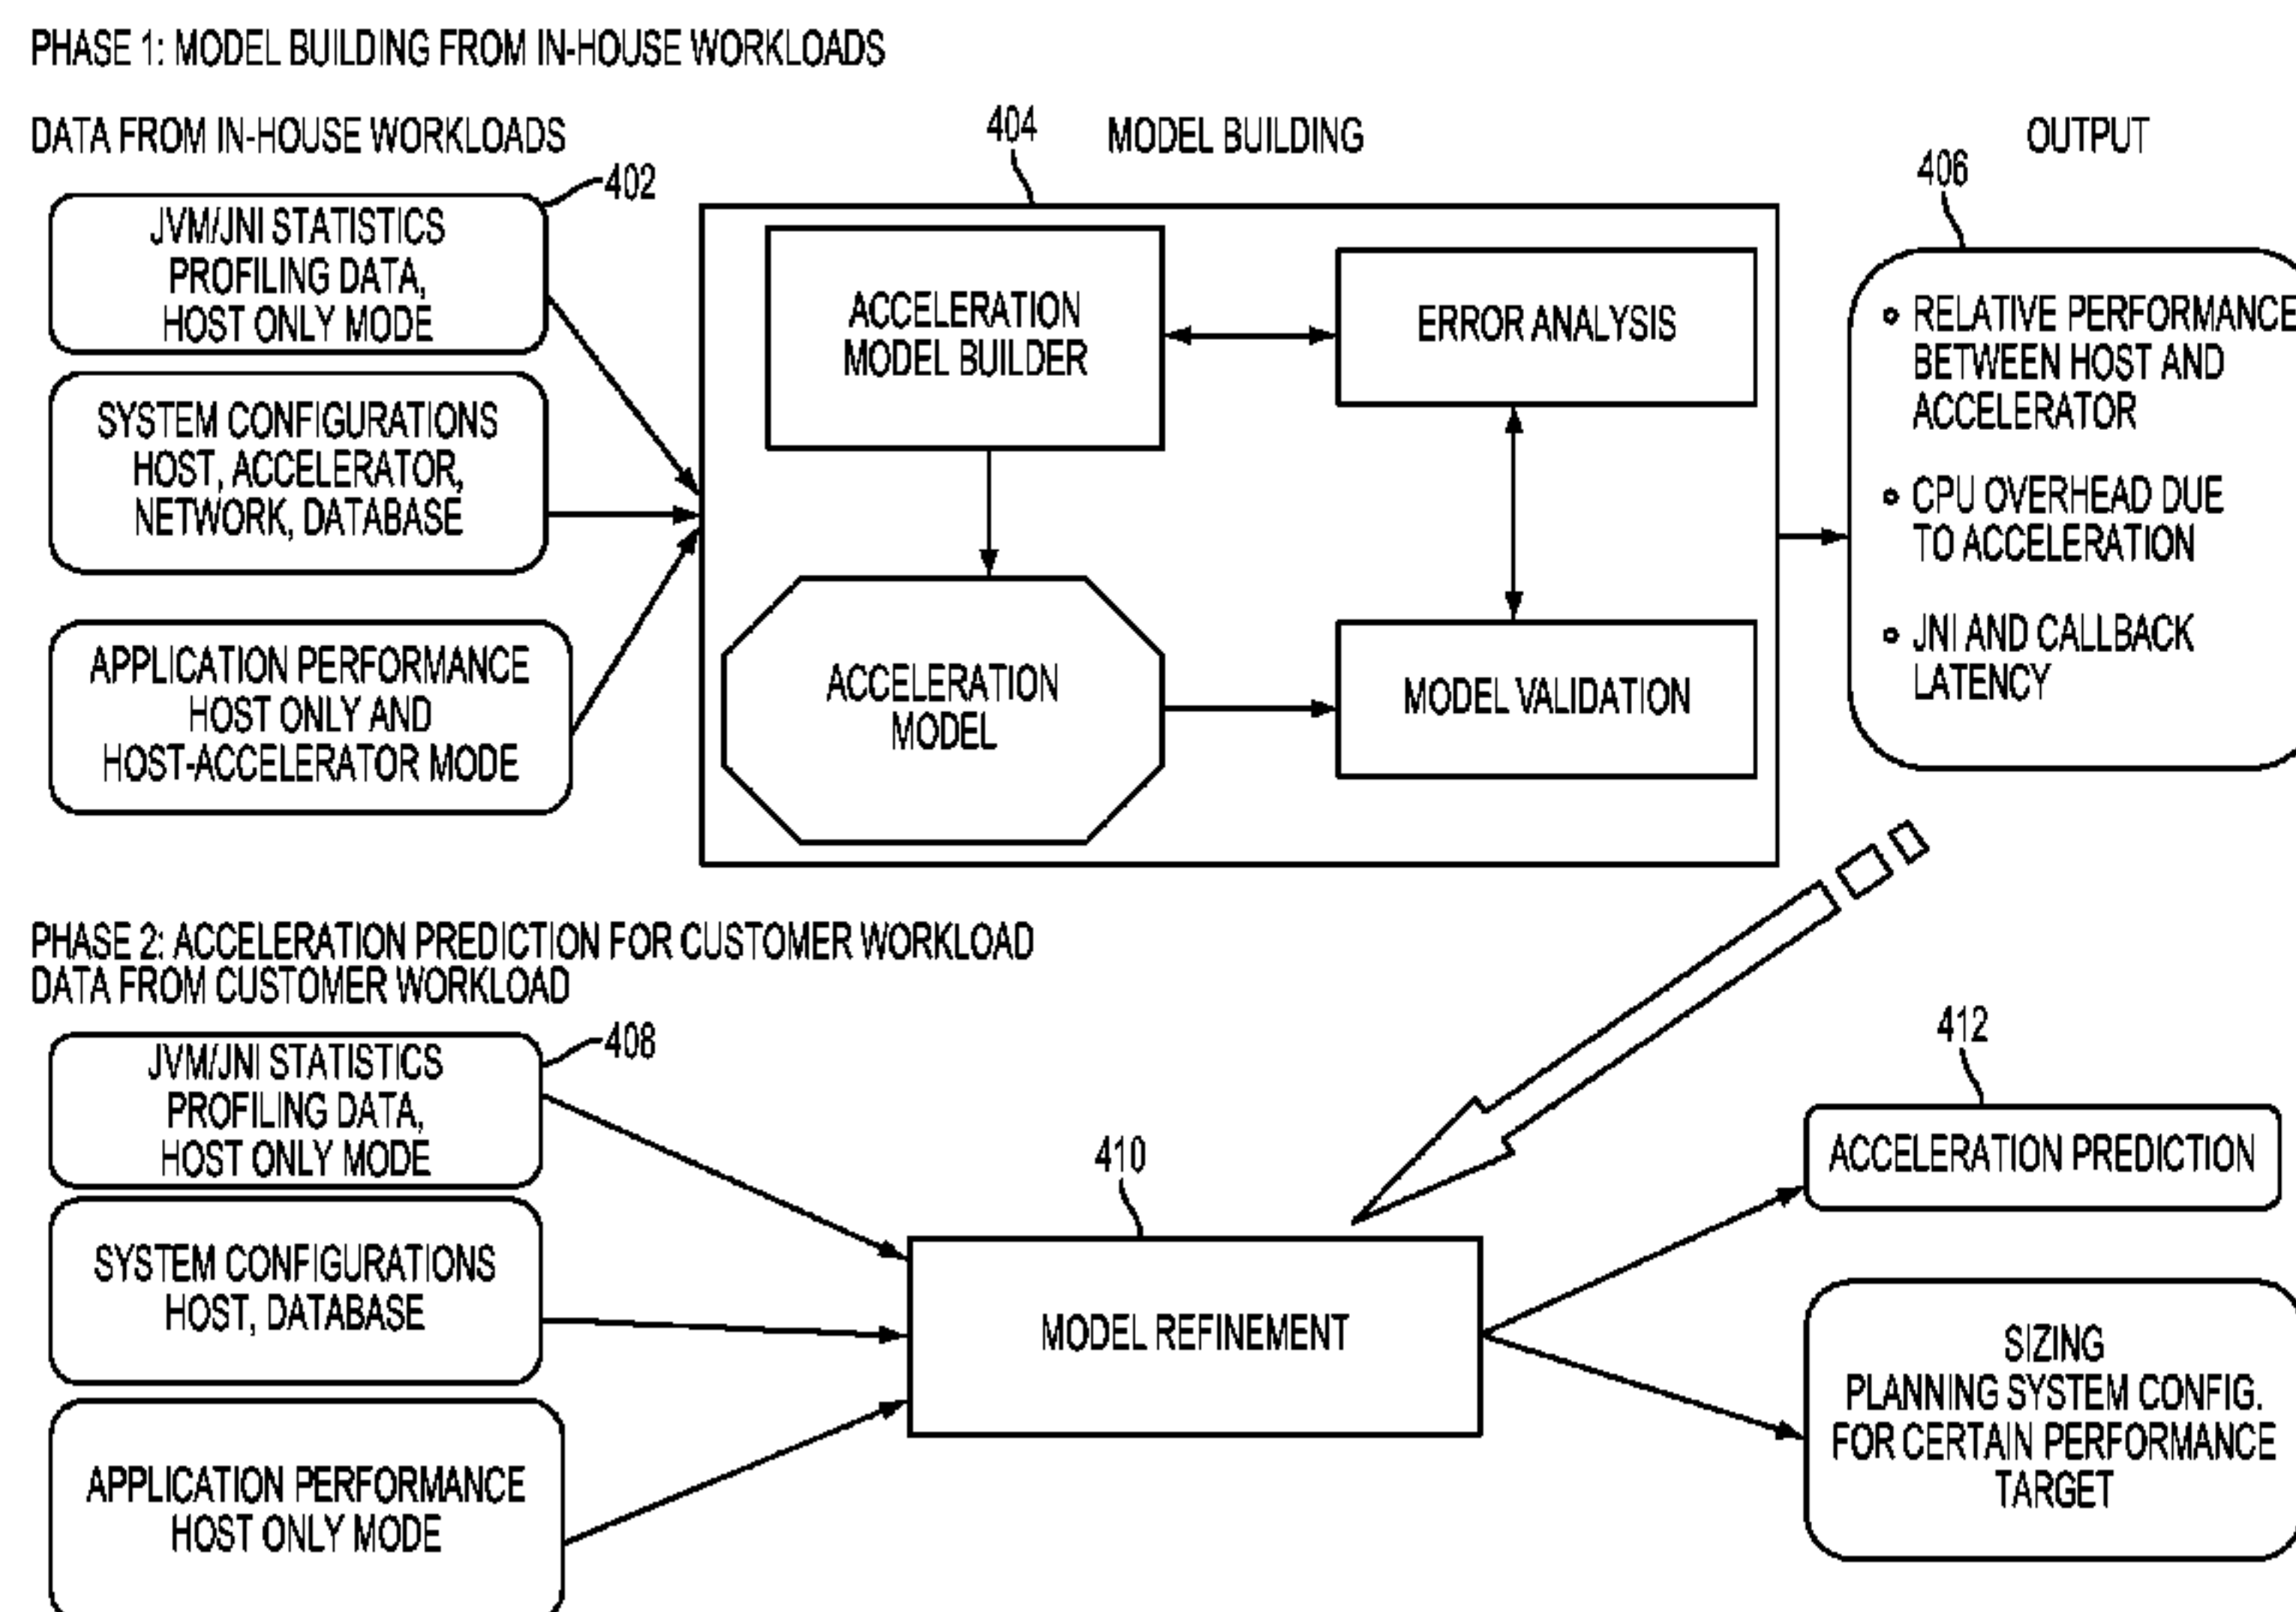 PHASE 1: MODEL BUILDING FROM IN-HOUSE WORKLOADS
DATA FROM IN-HOUSE WORKLOADS
404
MODEL BUILDING
OUTPUT
402
406
JVM/JNI STATISTICS
PROFILING DATA,
HOST ONLY MODE
SYSTEM CONFIGURATIONS
HOST, ACCELERATOR,
NETWORK, DATABASE
APPLICATION PERFORMANCE
HOST ONLY AND
HOST-ACCELERATOR MODE
ACCELERATION
MODEL BUILDER
ERROR ANALYSIS
ACCELERATION
MODEL
MODEL VALIDATION
RELATIVE PERFORMANCE
BETWEEN HOST AND
ACCELERATOR
CPU OVERHEAD DUE
TO ACCELERATION
JNI AND CALLBACK
LATENCY
PHASE 2: ACCELERATION PREDICTION FOR CUSTOMER WORKLOAD
DATA FROM CUSTOMER WORKLOAD
408
JVM/JNI STATISTICS
PROFILING DATA,
HOST ONLY MODE
SYSTEM CONFIGURATIONS
HOST, DATABASE
APPLICATION PERFORMANCE
HOST ONLY MODE
410
MODEL REFINEMENT
412
ACCELERATION PREDICTION
SIZING
PLANNING SYSTEM CONFIG.
FOR CERTAIN PERFORMANCE
TARGET